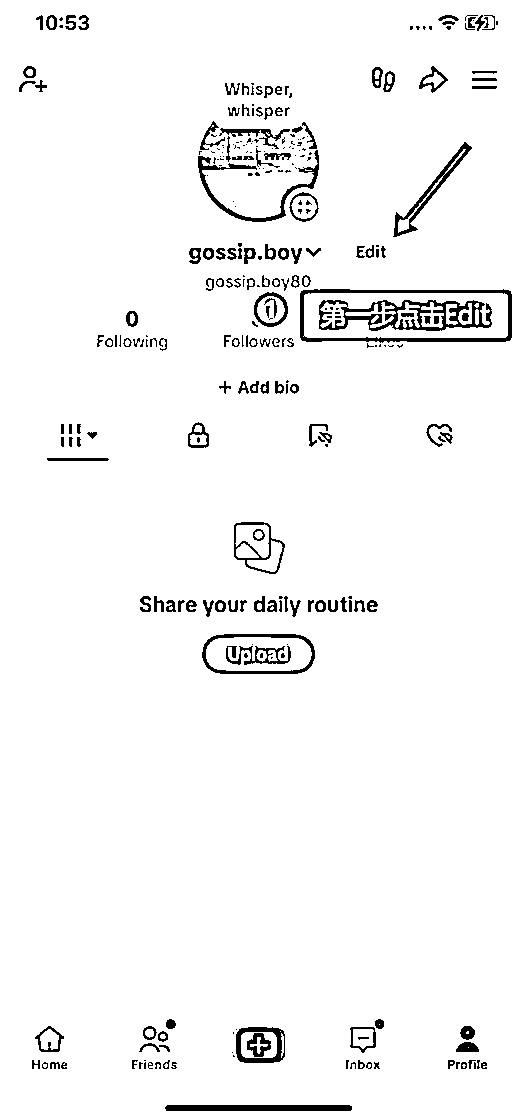 10:53
Whisper,
whisper
gossip.boy
Edit
gossip.boy80
第一步点击Edit
0
Following
Followers
Likes
+ Add bio
Share your daily routine
Upload
Home
Friends
Inbox
Profile